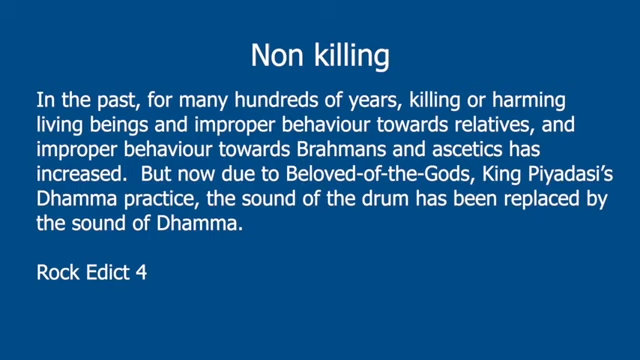 Non killing
In the past, for many hundreds of years, killing or harming
living beings and improper behaviour towards relatives, and
improper behaviour towards Brahmans and ascetics has
increased.  But now due to Beloved-of-the-Gods, King Piyadasi's
Dhamma practice, the sound of the drum has been replaced by
the sound of Dhamma.
Rock Edict 4